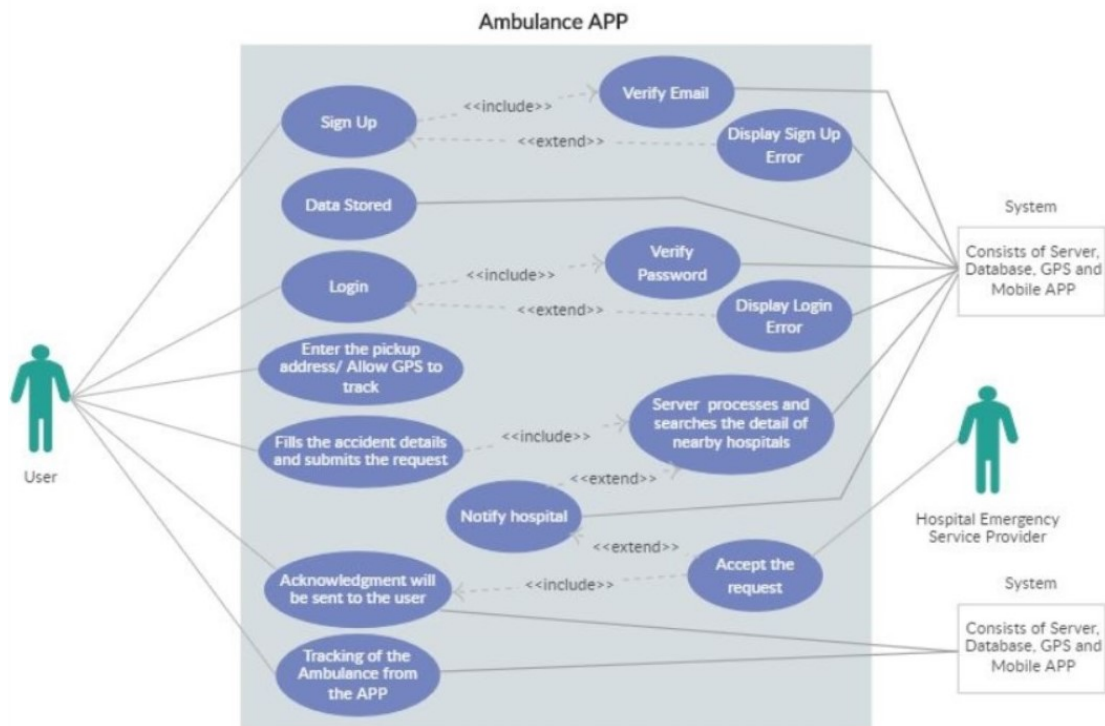 Ambulance APP
Sign Up
<<include>>
Verify Email
<<extend>>
Display Sign Up
Error
Data Stored
System
Consists of Server,
Database, GPS and
Mobile APP
Login
<<include>>
Verify
Password
<<extend>>
Display Login
Error
Enter the pickup
address/ Allow GPS to
track
User
Fills the accident details
and submits the request
<<include>>
Server processes and
searches the detail of
nearby hospitals
<<extend>>
Notify hospital
Hospital Emergency
Service Provider
<<extend>>
Accept the
request
<<include>>
Acknowledgment will
be sent to the user
System
Consists of Server,
Database, GPS and
Mobile APP
Tracking of the
Ambulance from
the APP